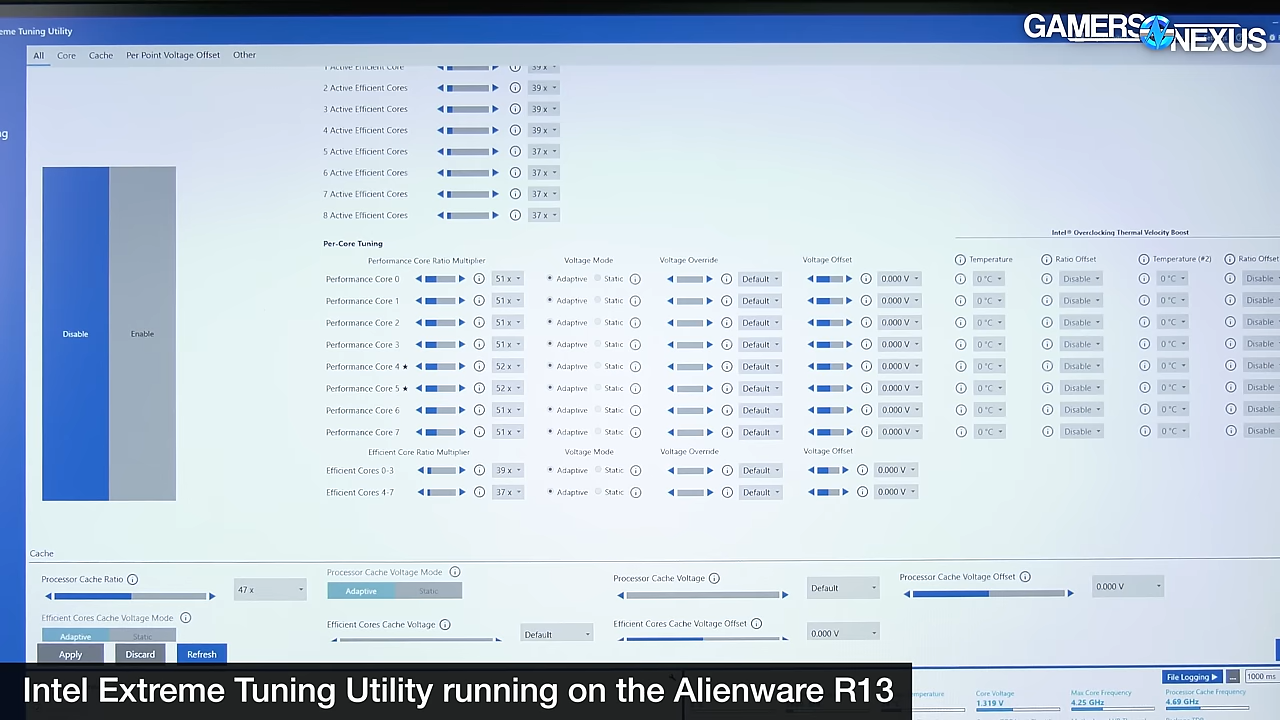 GAMERS NEXUS
eme Tuning Utility
All Core Cache Per Point Voltage Offset Other
1 Active Efficient Core 39 x
2 Active Efficient Cores 39 x
3 Active Efficient Cores 39 x
4 Active Efficient Cores 39 x
5 Active Efficient Cores 37 x
6 Active Efficient Cores 37 x
7 Active Efficient Cores 37 x
8 Active Efficient Cores 37 x
Disable Enable
Per-Core Tuning
Intel® Overclocking Thermal Velocity Boost
Performance Core Ratio Multiplier Voltage Mode Voltage Override Voltage Offset Temperature Ratio Offset Temperature (#2) Ratio Offset
Performance Core 0 51 x Adaptive Static Default 0.000 V 0 °C Disable 0 °C Disable
Performance Core 1 51 x Adaptive Static Default 0.000 V 0 °C Disable 0 °C Disable
Performance Core 2 51 x Adaptive Static Default 0.000 V 0 °C Disable 0 °C Disable
Performance Core 3 51 x Adaptive Static Default 0.000 V 0 °C Disable 0 °C Disable
Performance Core 4 ★ 52 x Adaptive Static Default 0.000 V 0 °C Disable 0 °C Disable
Performance Core 5 ★ 52 x Adaptive Static Default 0.000 V 0 °C Disable 0 °C Disable
Performance Core 6 51 x Adaptive Static Default 0.000 V 0 °C Disable 0 °C Disable
Performance Core 7 51 x Adaptive Static Default 0.000 V 0 °C Disable 0 °C Disable
Efficient Core Ratio Multiplier Voltage Mode Voltage Override Voltage Offset
Efficient Cores 0-3 39 x Adaptive Static Default 0.000 V
Efficient Cores 4-7 37 x Adaptive Static Default 0.000 V
Cache
Processor Cache Ratio 47 x
Processor Cache Voltage Mode Adaptive Static
Processor Cache Voltage Default
Processor Cache Voltage Offset 0.000 V
Efficient Cores Cache Voltage Mode Adaptive Static
Efficient Cores Cache Voltage Default
Efficient Cores Cache Voltage Offset 0.000 V
Apply Discard Refresh
File Logging ... 1000 ms
Core Voltage 1.319 V
Max Core Frequency 4.25 GHz
Processor Cache Frequency 4.69 GHz
Intel Extreme Tuning Utility running on the Alienware R13